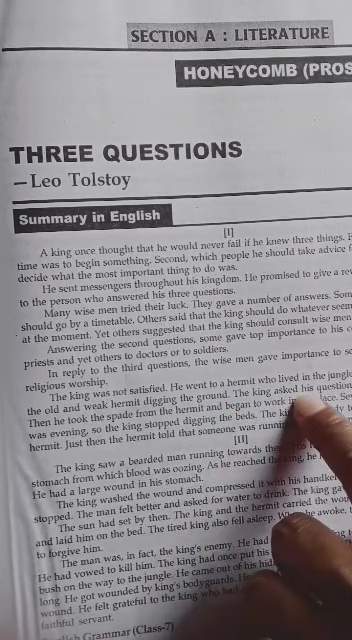 SECTION A : LITERATURE
HONEYCOMB (PROS
THREE QUESTIONS
—Leo Tolstoy
Summary in English
[I]
A king once thought that he would never fail if he knew three things.
time was to begin something. Second, which people he should take advice
decide what the most important thing to do was.
He sent messengers throughout his kingdom. He promised to give a
to the person who answered his three questions.
Many wise men tried their luck. They gave a number of answers. Som
should go by a timetable. Others said that the king should do whatever seem
at the moment. Yet others suggested that the king should consult wise men
Answering the second questions, some gave top importance to his
priests and yet others to doctors or to soldiers.
In reply to the third questions, the wise men gave importance to
religious worship.
The king was not satisfied. He went to a hermit who lived in the jungle
the old and weak hermit digging the ground. The king asked his question
Then he took the spade from the hermit and began to work in
was evening, so the king stopped digging the beds. The
hermit. Just then the hermit told that someone was
[II]
The king saw a bearded man running towards
stomach from which blood was oozing. As he reached the
He had a large wound in his stomach.
The king washed the wound and compressed it with his handker
stopped. The man felt better and asked for water to drink. The king
The sun had set by then. The king and the hermit carried the
and laid him on the bed. The tired king also fell asleep. he awoke,
to forgive him.
The man was, in fact, the king's enemy. He had
He had vowed to kill him. The king had once put his
bush on the way to the jungle. He came out of his
long. He got wounded by king's bodyguards.
wound. He felt grateful to the king who had
faithful servant.
Grammar (Class-7)